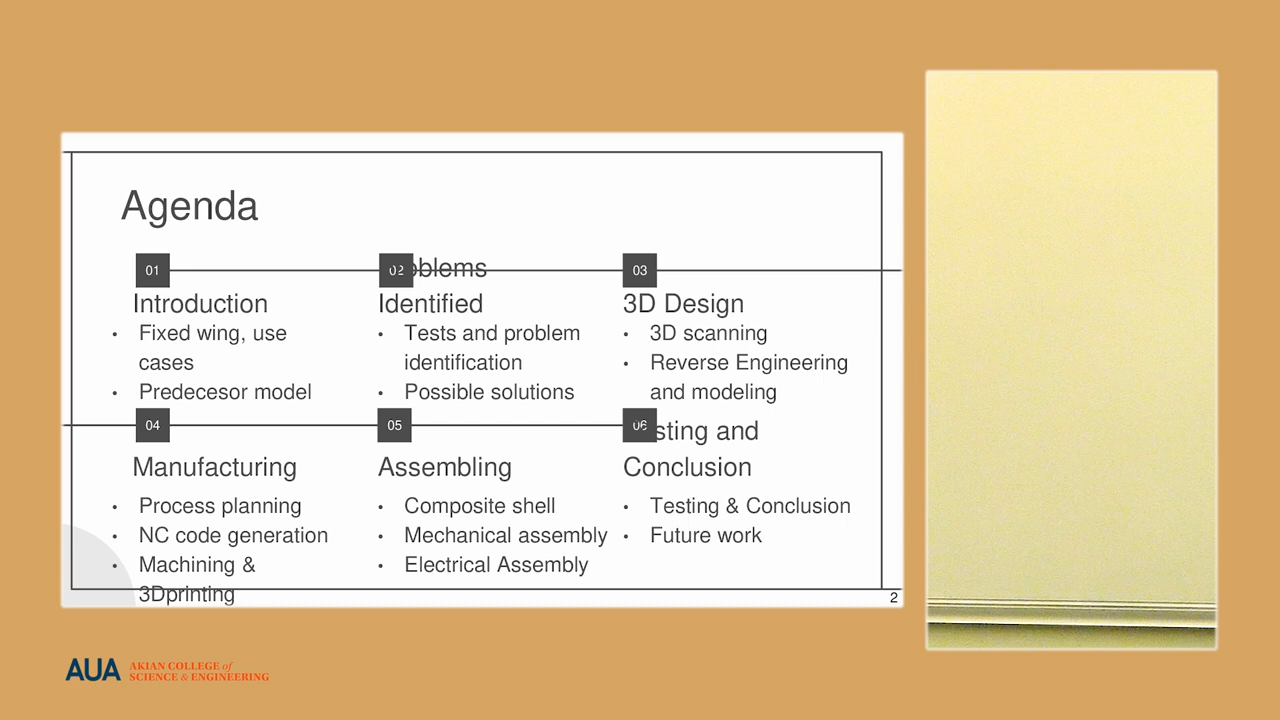 Agenda
01
Introduction
• Fixed wing, use
cases
• Predecesor model
02
oblems
Identified
• Tests and problem
identification
• Possible solutions
03
3D Design
• 3D scanning
• Reverse Engineering
and modeling
04
Manufacturing
• Process planning
• NC code generation
• Machining &
3Dprinting
05
Assembling
• Composite shell
• Mechanical assembly
• Electrical Assembly
06
sting and
Conclusion
• Testing & Conclusion
• Future work
2
AUA
AKIAN COLLEGE of
SCIENCE & ENGINEERING